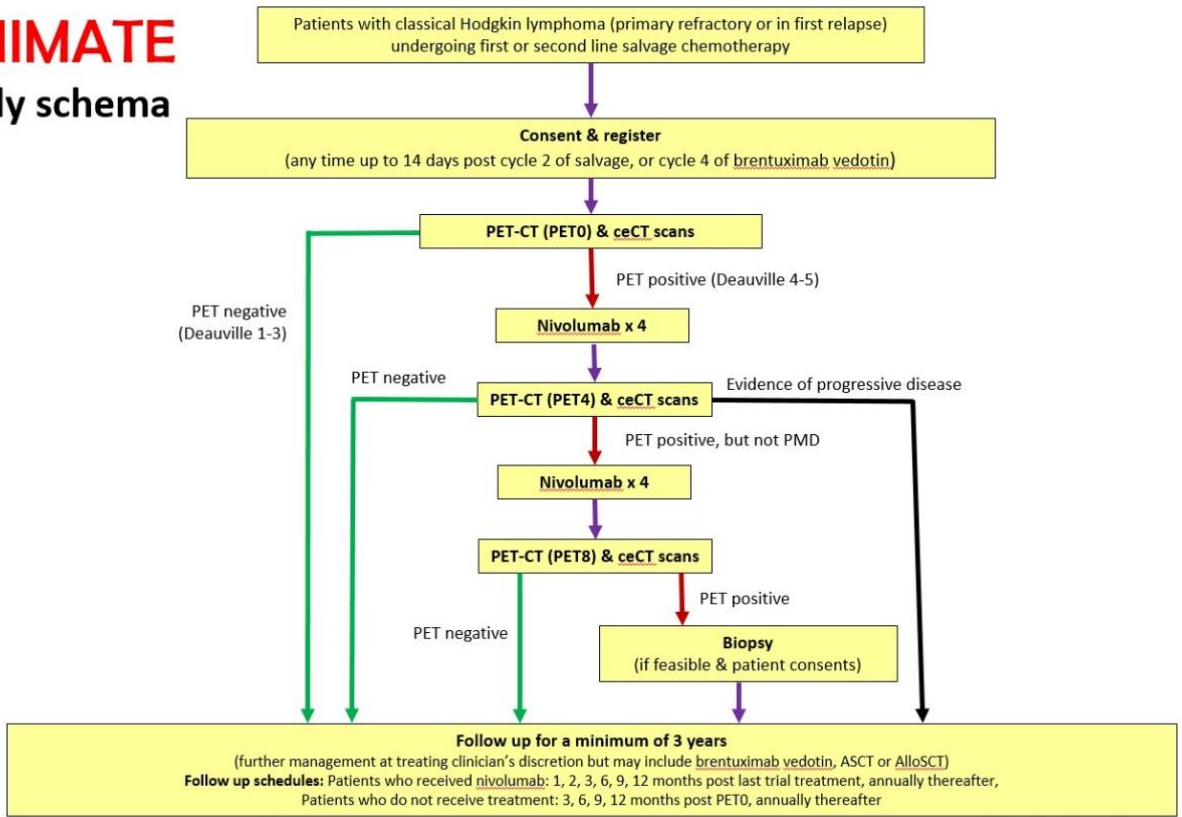 NIMATE
dy schema
Patients with classical Hodgkin lymphoma (primary refractory or in first relapse)
undergoing first or second line salvage chemotherapy
Consent & register
(any time up to 14 days post cycle 2 of salvage, or cycle 4 of brentuximab vedotin)
PET-CT (PET0) & ceCT scans
PET negative
(Deauville 1-3)
PET positive (Deauville 4-5)
Nivolumab x 4
PET negative
PET-CT (PET4) & ceCT scans
Evidence of progressive disease
PET positive, but not PMD
Nivolumab x 4
PET-CT (PET8) & ceCT scans
PET negative
PET positive
Biopsy
(if feasible & patient consents)
Follow up for a minimum of 3 years
(further management at treating clinician's discretion but may include brentuximab vedotin, ASCT or AlloSCT)
Follow up schedules: Patients who received nivolumab: 1, 2, 3, 6, 9, 12 months post last trial treatment, annually thereafter,
Patients who do not receive treatment: 3, 6, 9, 12 months post PET0, annually thereafter